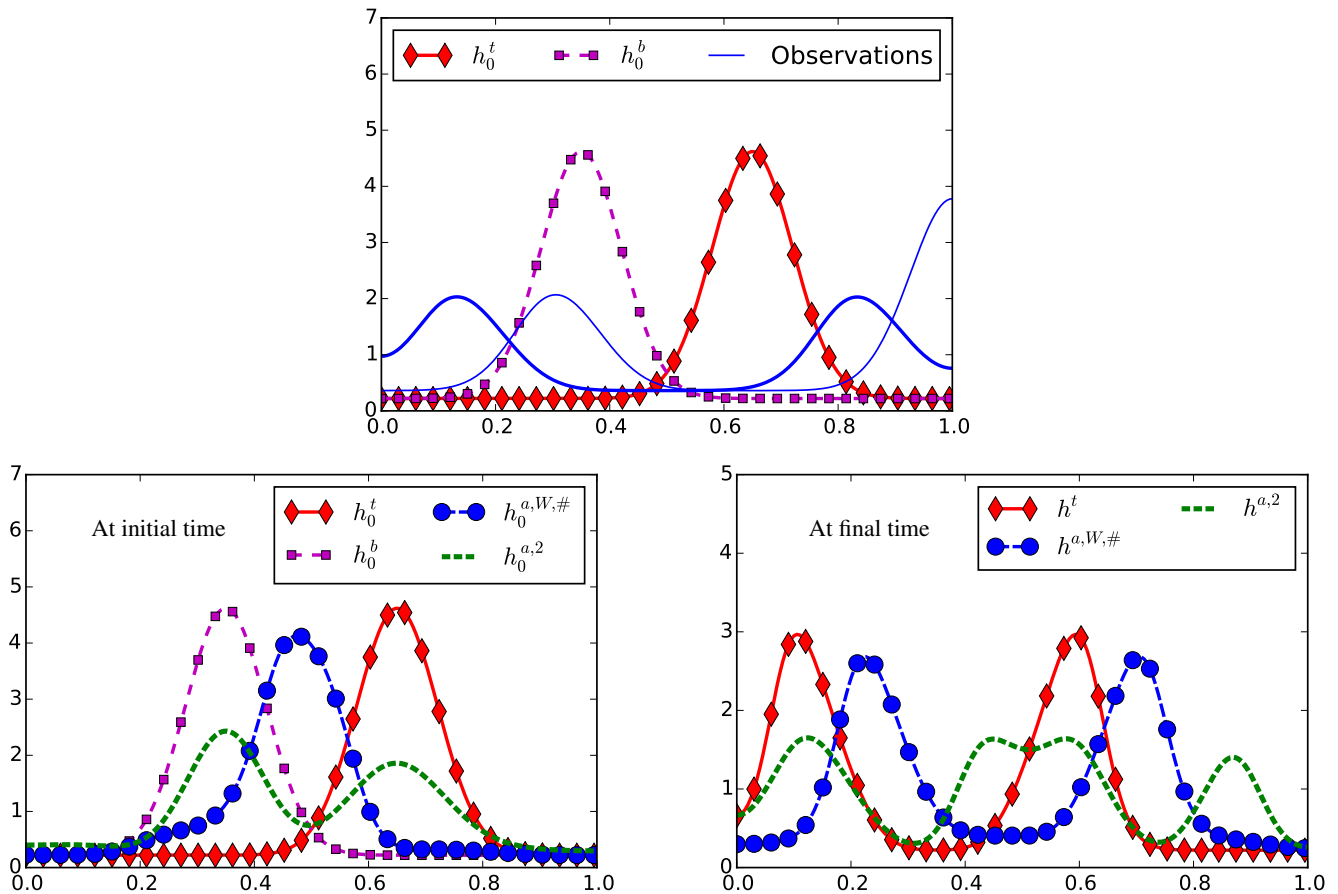 7
6
5
4
3
2
1
0
0.0 0.2 0.4 0.6 0.8 1.0
h_0^t h_0^b Observations
7
6
5
4
3
2
1
0
0.0 0.2 0.4 0.6 0.8 1.0
At initial time
h_0^t h_0^{a,W,#}
h_0^b h_0^{a,2}
5
4
3
2
1
0
0.0 0.2 0.4 0.6 0.8 1.0
At final time
h^t h^{a,2}
h^{a,W,#}